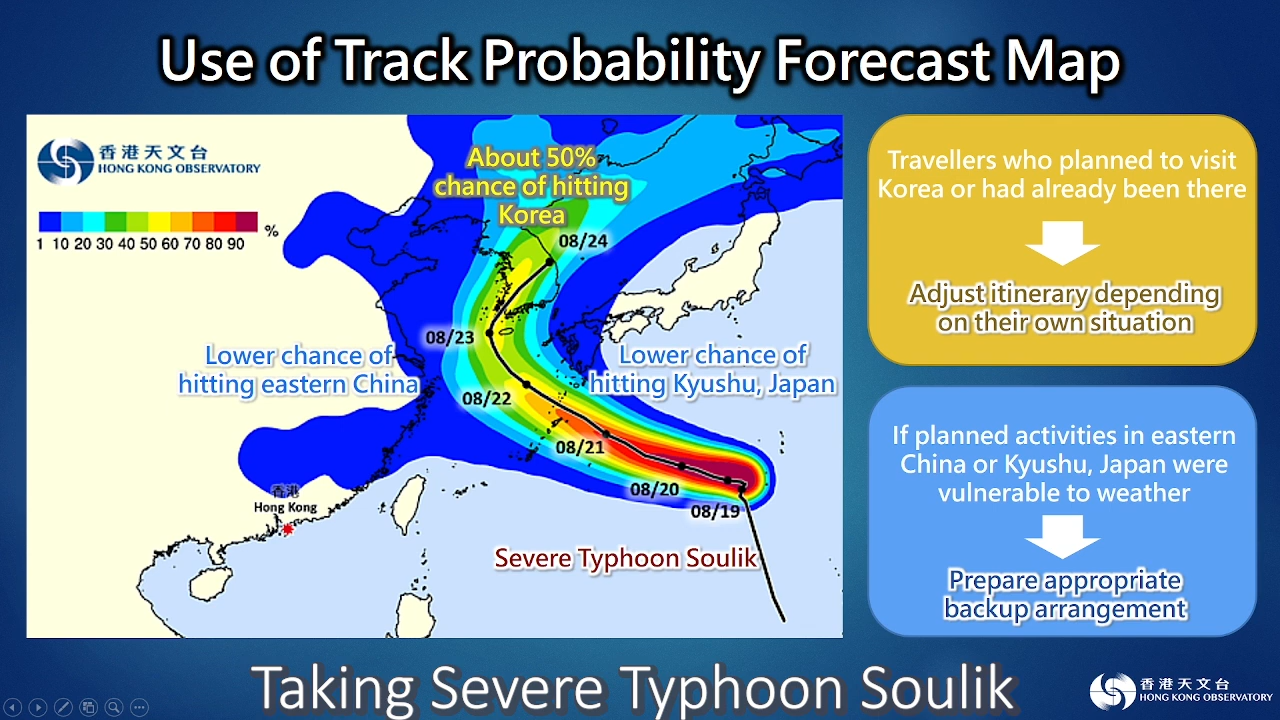 Use of Track Probability Forecast Map
香港天文台
HONG KONG OBSERVATORY
%
1 10 20 30 40 50 60 70 80 90
About 50%
chance of hitting
Korea
08/24
08/23
Lower chance of
hitting eastern China
Lower chance of
hitting Kyushu, Japan
08/22
08/21
08/20
08/19
香港
Hong Kong
Severe Typhoon Soulik
Travellers who planned to visit
Korea or had already been there
Adjust itinerary depending
on their own situation
If planned activities in eastern
China or Kyushu, Japan were
vulnerable to weather
Prepare appropriate
backup arrangement
Taking Severe Typhoon Soulik
香港天文台
HONG KONG OBSERVATORY